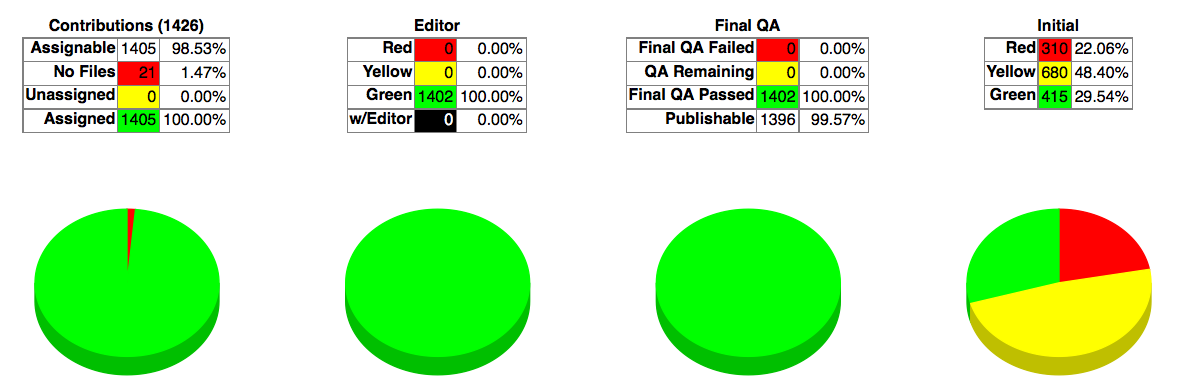 Contributions (1426)
Assignable 1405 98.53%
No Files 21 1.47%
Unassigned 0 0.00%
Assigned 1405 100.00%
Editor
Red 0 0.00%
Yellow 0 0.00%
Green 1402 100.00%
w/Editor 0 0.00%
Final QA
Final QA Failed 0 0.00%
QA Remaining 0 0.00%
Final QA Passed 1402 100.00%
Publishable 1396 99.57%
Initial
Red 310 22.06%
Yellow 680 48.40%
Green 415 29.54%